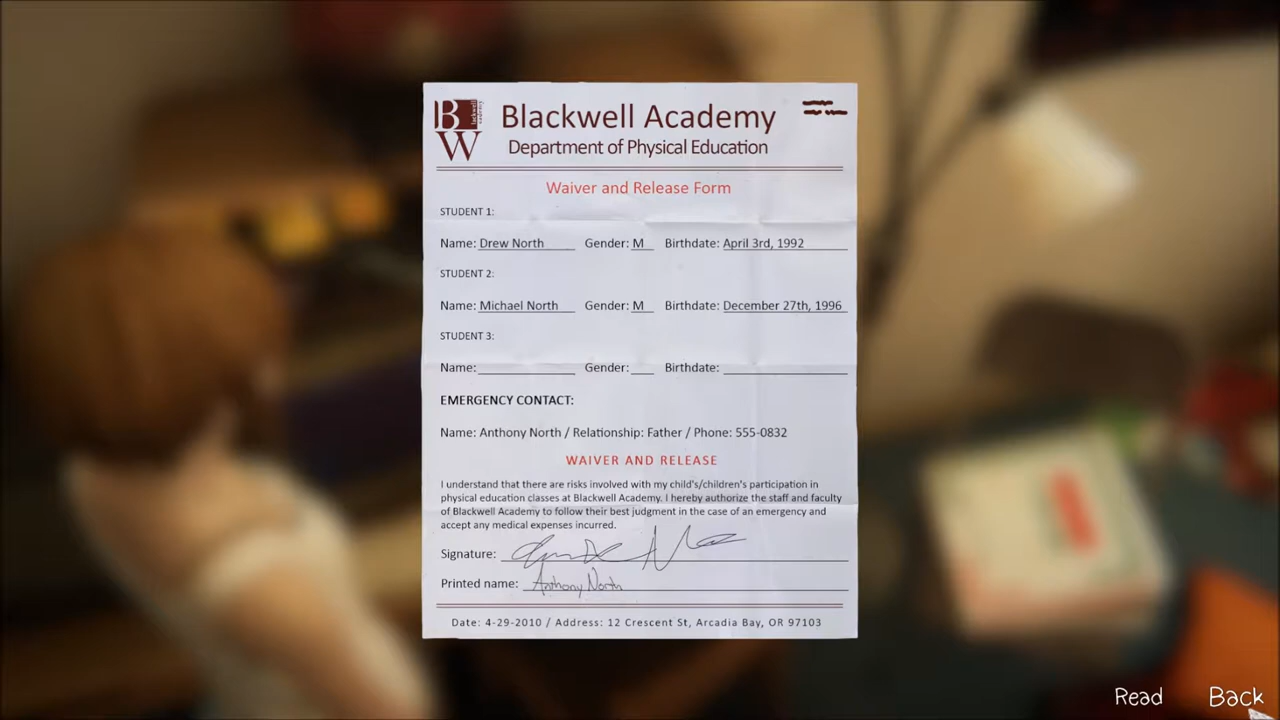 Blackwell Academy
Department of Physical Education
BW Blackwell Academy
Waiver and Release Form
STUDENT 1:
Name: Drew North Gender: M Birthdate: April 3rd, 1992
STUDENT 2:
Name: Michael North Gender: M Birthdate: December 27th, 1996
STUDENT 3:
Name: Gender: Birthdate:
EMERGENCY CONTACT:
Name: Anthony North / Relationship: Father / Phone: 555-0832
WAIVER AND RELEASE
I understand that there are risks involved with my child's/children's participation in
physical education classes at Blackwell Academy. I hereby authorize the staff and faculty
of Blackwell Academy to follow their best judgment in the case of an emergency and
accept any medical expenses incurred.
Signature:
Printed name: Anthony North
Date: 4-29-2010 / Address: 12 Crescent St, Arcadia Bay, OR 97103
Read Back